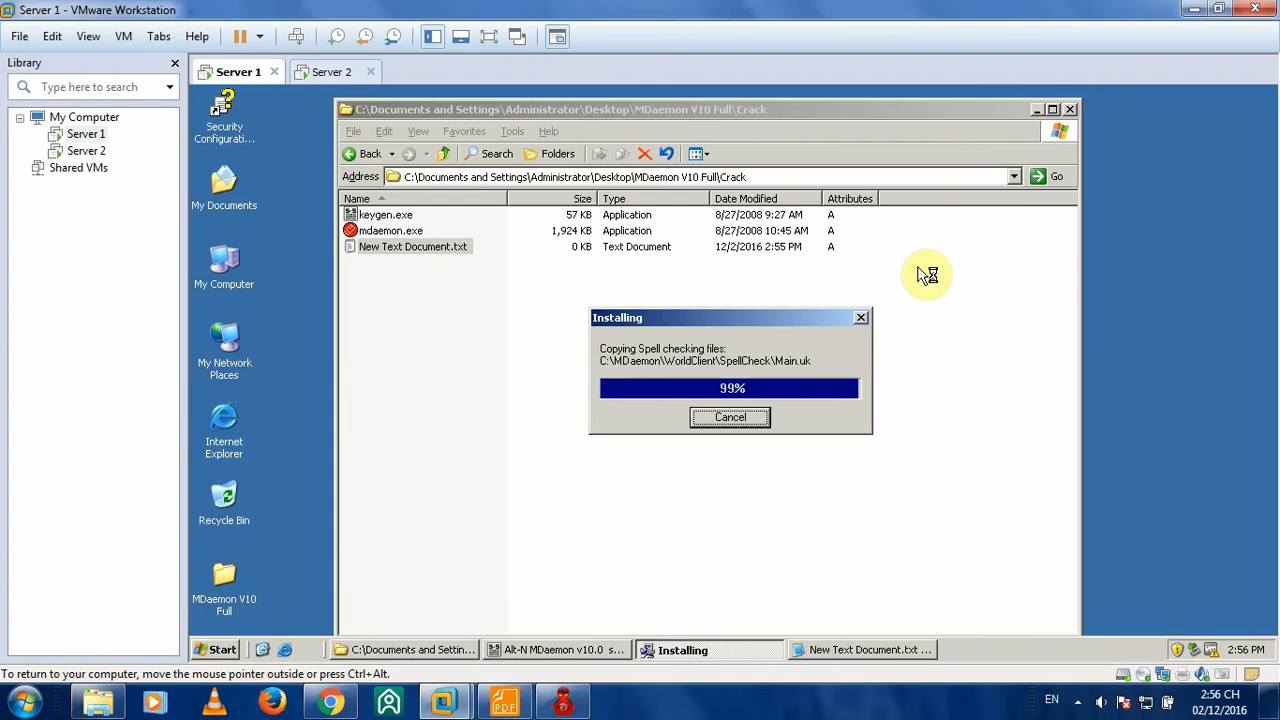 Server 1 - VMware Workstation
File Edit View VM Tabs Help
Library
Type here to search
My Computer
Server 1
Server 2
Shared VMs
Server 1
Server 2
Security
Configurati...
My Documents
My Computer
My Network
Places
Internet
Explorer
Recycle Bin
MDaemon V10
Full
C:\Documents and Settings\Administrator\Desktop\MDaemon V10 Full\Crack
File Edit View Favorites Tools Help
Back Search Folders
Address C:\Documents and Settings\Administrator\Desktop\MDaemon V10 Full\Crack Go
Name Size Type Date Modified Attributes
keygen.exe 57 KB Application 8/27/2008 9:27 AM A
mdaemon.exe 1,924 KB Application 8/27/2008 10:45 AM A
New Text Document.txt 0 KB Text Document 12/2/2016 2:55 PM A
Installing
Copying Spell checking files:
C:\MDaemon\WorldClient\SpellCheck\Main.uk
99%
Cancel
Start C:\Documents and Settin... Alt-N MDaemon v10.0 s... Installing New Text Document.txt ... 2:56 PM
To return to your computer, move the mouse pointer outside or press Ctrl+Alt.
PDF
EN
2:56 CH
02/12/2016